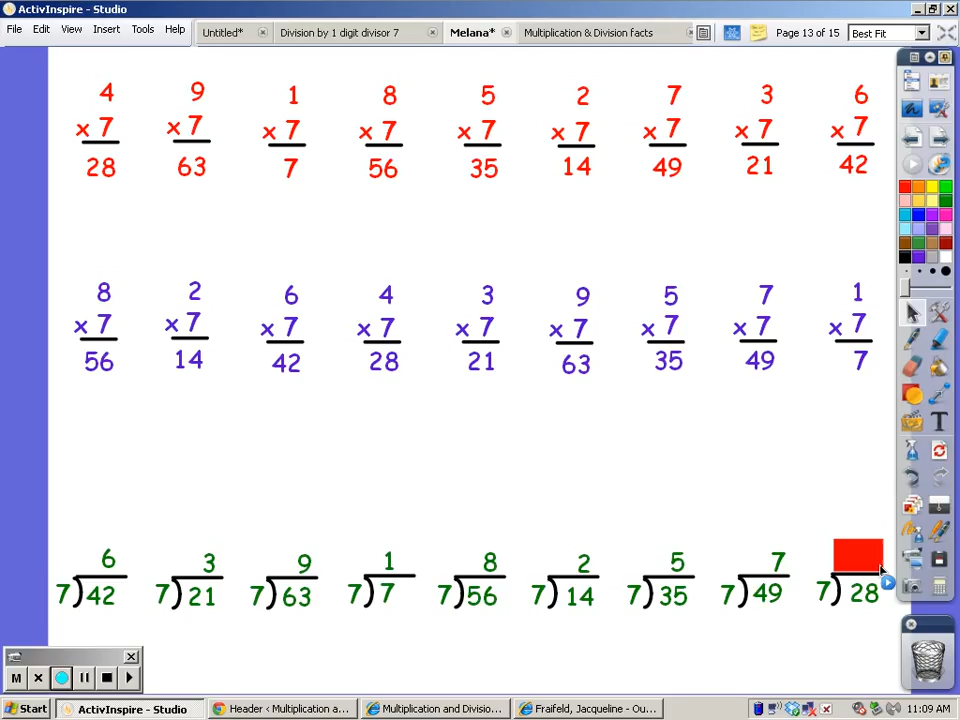 ActivInspire - Studio
File Edit View Insert Tools Help Untitled* Division by 1 digit divisor 7 Melana* Multiplication & Division facts Page 13 of 15 Best Fit
4 9 1 8 5 2 7 3 6
x 7 x 7 x 7 x 7 x 7 x 7 x 7 x 7 x 7
28 63 7 56 35 14 49 21 42
8 2 6 4 3 9 5 7 1
x 7 x 7 x 7 x 7 x 7 x 7 x 7 x 7 x 7
56 14 42 28 21 63 35 49 7
6 3 9 1 8 2 5 7
7)42 7)21 7)63 7)7 7)56 7)14 7)35 7)49 7)28
M
Start ActivInspire - Studio Header < Multiplication a... Multiplication and Divisio... Fraifeld, Jacqueline - Ou... 11:09 AM